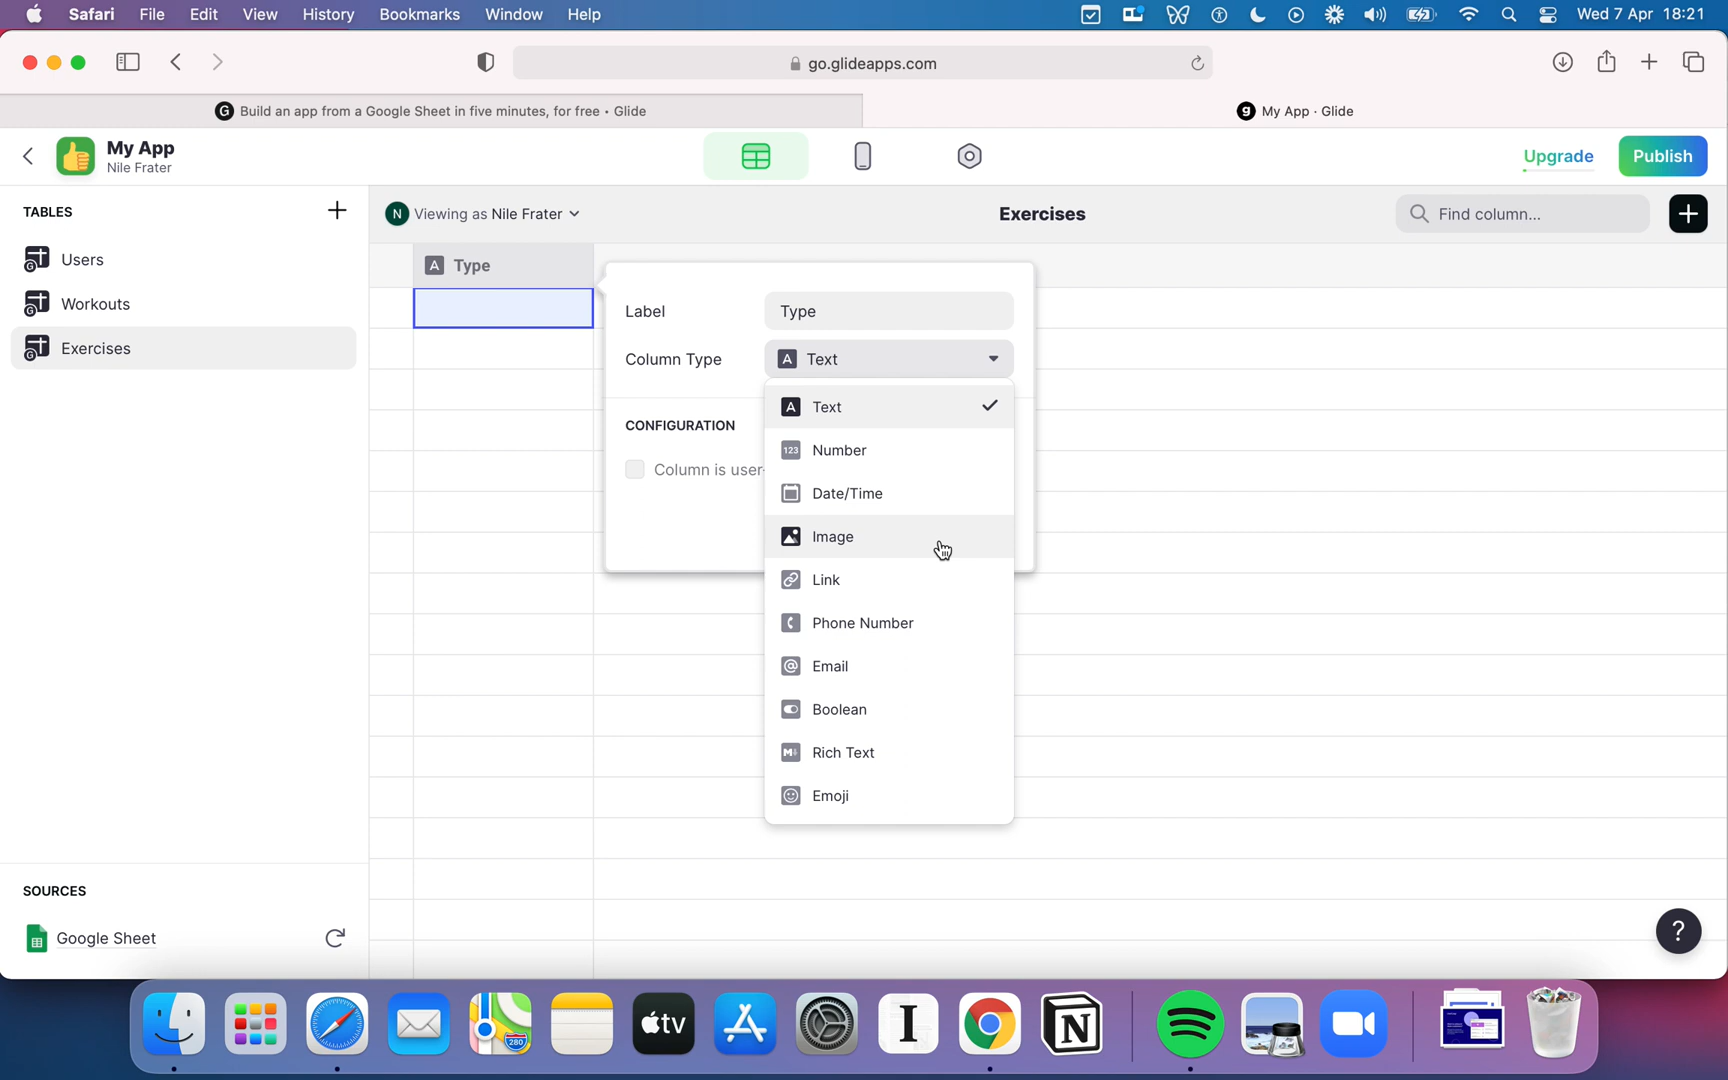 Safari File Edit View History Bookmarks Window Help Wed 7 Apr 18:21
go.glideapps.com
G Build an app from a Google Sheet in five minutes, for free • Glide
g My App · Glide
My App
Nile Frater
Upgrade
Publish
TABLES
N Viewing as Nile Frater
Exercises
Find column...
Users
Workouts
Exercises
A Type
Label
Type
Column Type
A Text
CONFIGURATION
Column is user-
A Text
123 Number
Date/Time
Image
Link
Phone Number
@ Email
Boolean
M Rich Text
Emoji
SOURCES
Google Sheet
?
280
tv
I
N